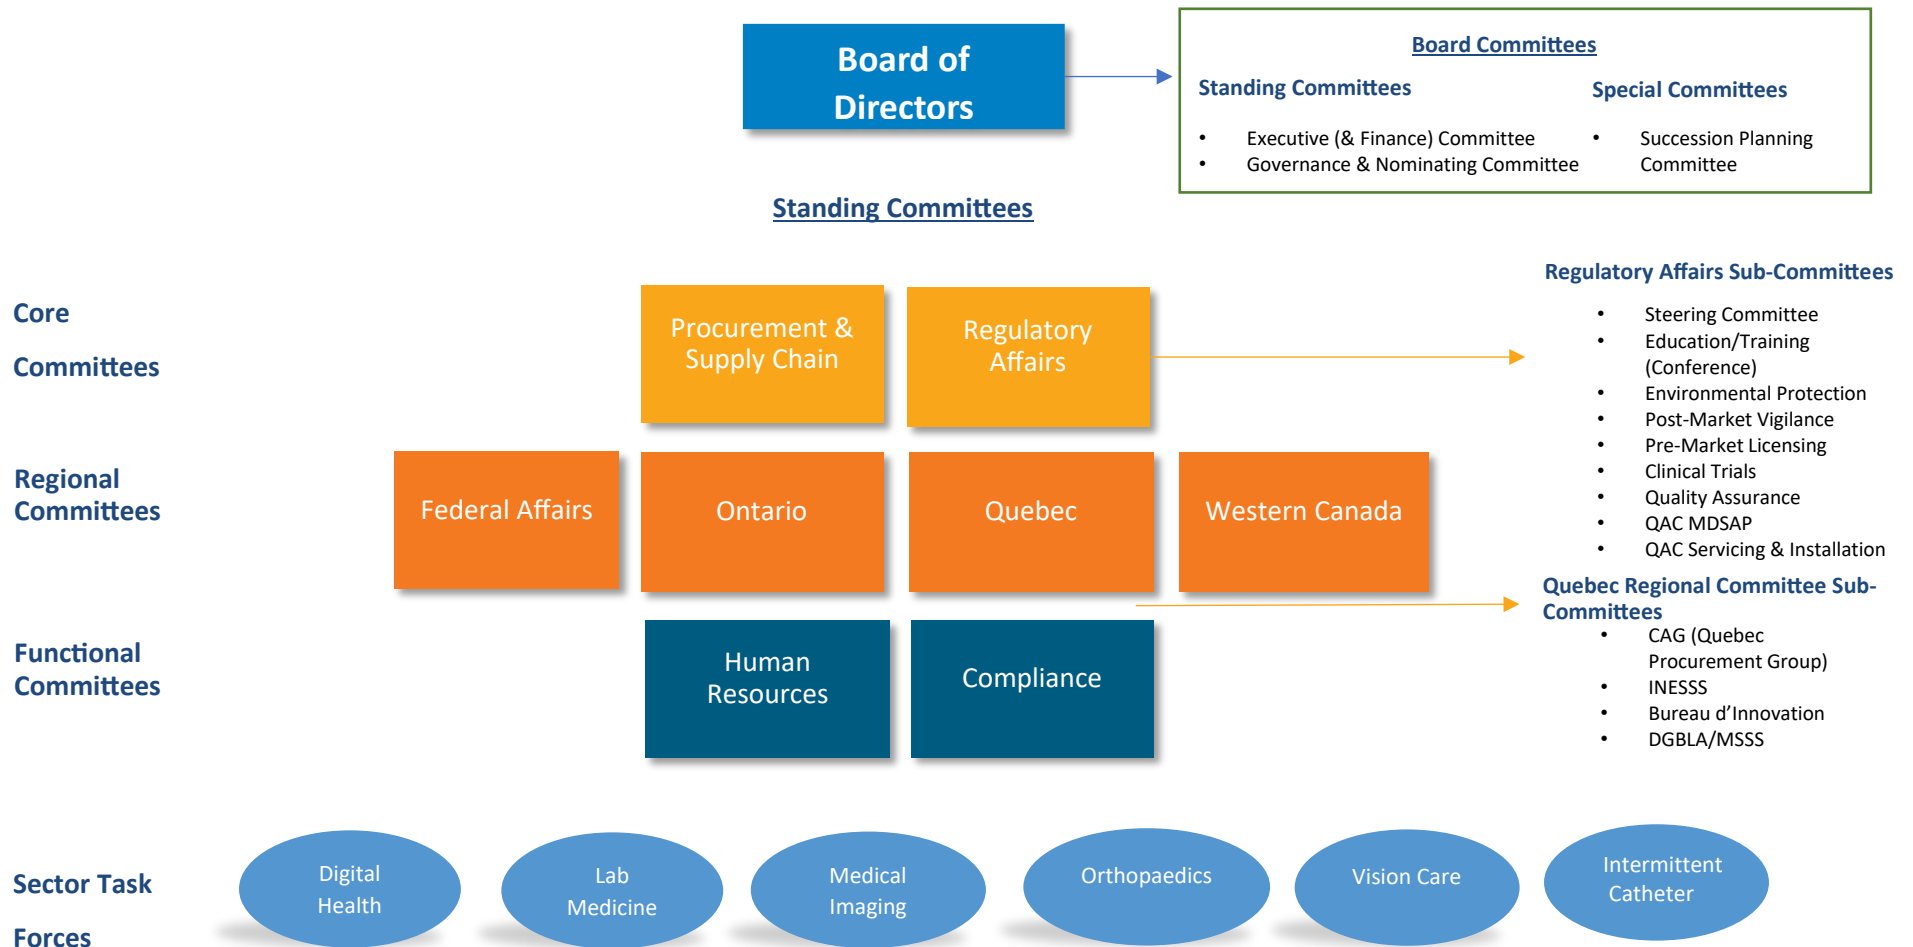 Board of
Directors
Board Committees
Standing Committees
Special Committees
• Executive (& Finance) Committee
• Governance & Nominating Committee
• Succession Planning
Committee
Standing Committees
Core
Committees
Procurement &
Supply Chain
Regulatory
Affairs
Regulatory Affairs Sub-Committees
• Steering Committee
• Education/Training
(Conference)
• Environmental Protection
• Post-Market Vigilance
• Pre-Market Licensing
• Clinical Trials
• Quality Assurance
• QAC MDSAP
• QAC Servicing & Installation
Regional
Committees
Federal Affairs
Ontario
Quebec
Western Canada
Quebec Regional Committee Sub-
Committees
• CAG (Quebec
Procurement Group)
• INESSS
• Bureau d’Innovation
• DGBLA/MSSS
Functional
Committees
Human
Resources
Compliance
Sector Task
Forces
Digital
Health
Lab
Medicine
Medical
Imaging
Orthopaedics
Vision Care
Intermittent
Catheter